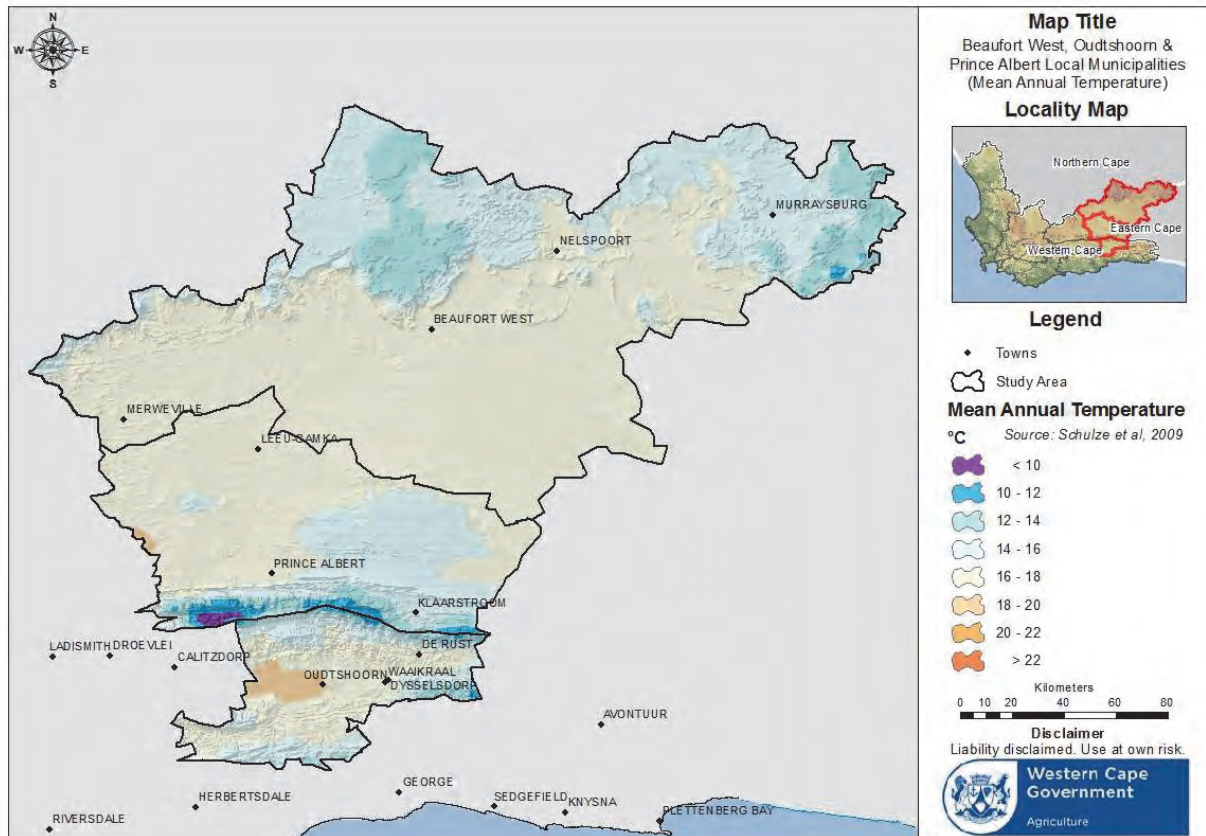 N
W
E
S
MURRAYSBURG
NELSPOORT
BEAUFORT WEST
MERWEVILLE
LEEU-GAMKA
PRINCE ALBERT
KLAARSTROOM
LADISMITH
DROEVLEI
CALITZDORP
DE RUST
OUDTSHOORN
WAAIKRAAL
DYSSELSDORP
AVONTUUR
HERBERTSDALE
GEORGE
SEDGEFIELD
KNYSNA
PLETTENBERG BAY
RIVERSDALE
Map Title
Beaufort West, Oudtshoorn &
Prince Albert Local Municipalities
(Mean Annual Temperature)
Locality Map
Northern Cape
Eastern Cape
Western Cape
Legend
Towns
Study Area
Mean Annual Temperature
°C Source: Schulze et al, 2009
< 10
10 - 12
12 - 14
14 - 16
16 - 18
18 - 20
20 - 22
> 22
Kilometers
0 10 20 40 60 80
Disclaimer
Liability disclaimed. Use at own risk.
Western Cape
Government
Agriculture